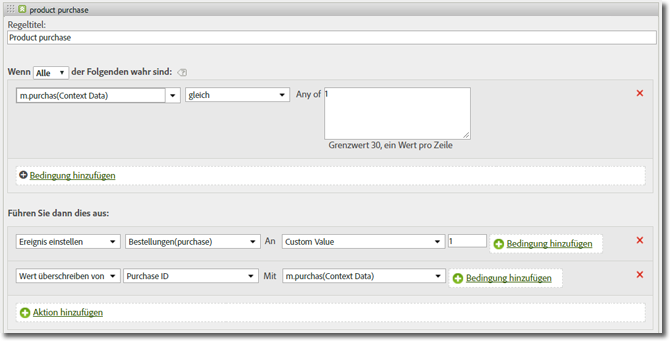 product purchase
Regeltitel:
Product purchase
Wenn Alle der Folgenden wahr sind:
m.purchas(Context Data) gleich Any of 1
Grenzwert 30, ein Wert pro Zeile
Bedingung hinzufügen
Führen Sie dann dies aus:
Ereignis einstellen Bestellungen(purchase) An Custom Value 1 Bedingung hinzufügen
Wert überschreiben von Purchase ID Mit m.purchas(Context Data) Bedingung hinzufügen
Aktion hinzufügen